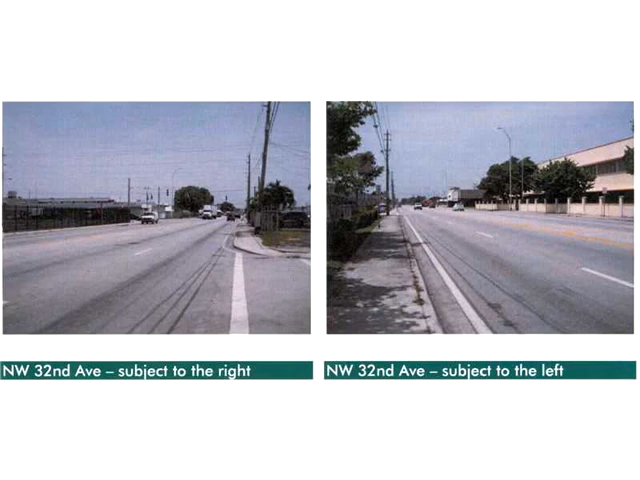 NW 32nd Ave – subject to the right
NW 32nd Ave – subject to the left